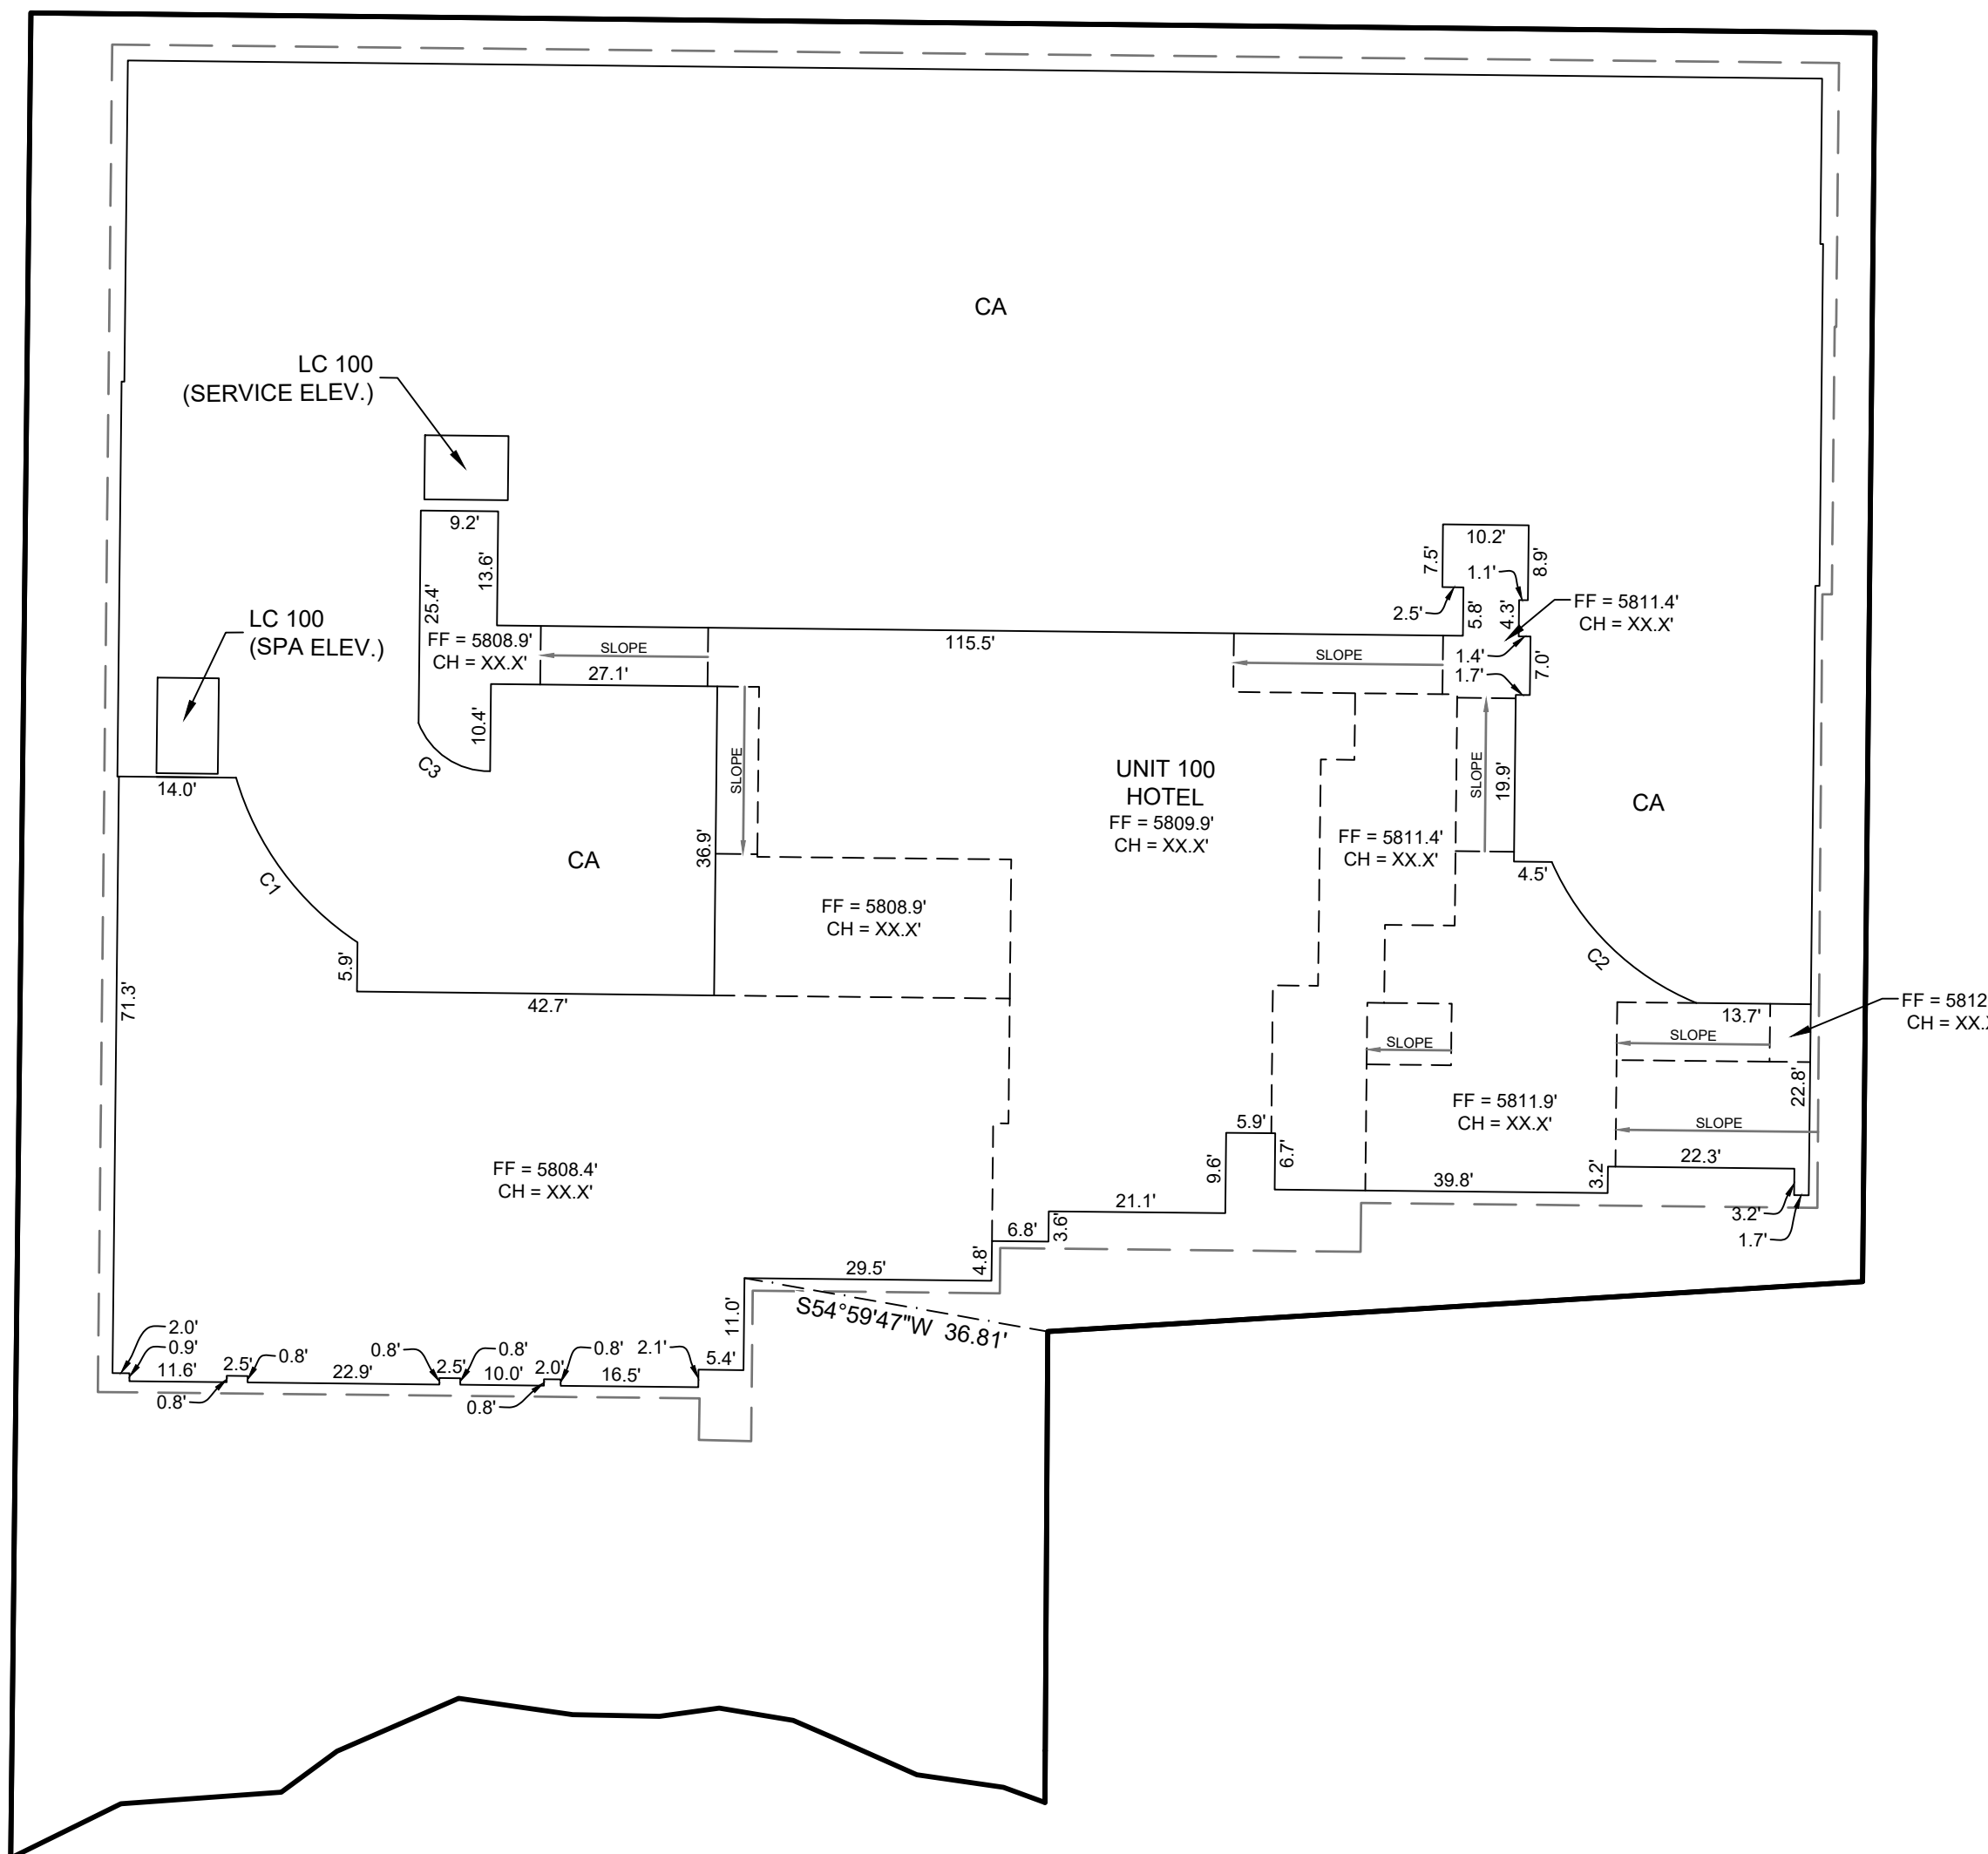 CA
LC 100
(SERVICE ELEV.)
9.2'
13.6'
25.4'
10.2'
7.5'
8.9'
1.1'
2.5'
5.8'
4.3'
FF = 5811.4'
CH = XX.X'
LC 100
(SPA ELEV.)
FF = 5808.9'
CH = XX.X'
SLOPE
27.1'
115.5'
SLOPE
1.4'
1.7'
7.0'
10.4'
C3
SLOPE
UNIT 100
HOTEL
FF = 5809.9'
CH = XX.X'
SLOPE
19.9'
CA
14.0'
C1
CA
36.9'
FF = 5811.4'
CH = XX.X'
4.5'
FF = 5808.9'
CH = XX.X'
C2
5.9'
71.3'
42.7'
13.7'
FF = 5812
CH = XX.
SLOPE
SLOPE
22.8'
FF = 5811.9'
CH = XX.X'
SLOPE
5.9'
6.7'
9.6'
22.3'
3.2'
39.8'
FF = 5808.4'
CH = XX.X'
21.1'
6.8'
3.6'
3.2'
1.7'
29.5'
4.8'
S54°59'47"W 36.81'
11.0'
2.0'
0.9'
11.6'
2.5'
0.8'
0.8'
22.9'
0.8'
2.5'
0.8'
10.0'
0.8'
2.0'
0.8'
16.5'
2.1'
5.4'